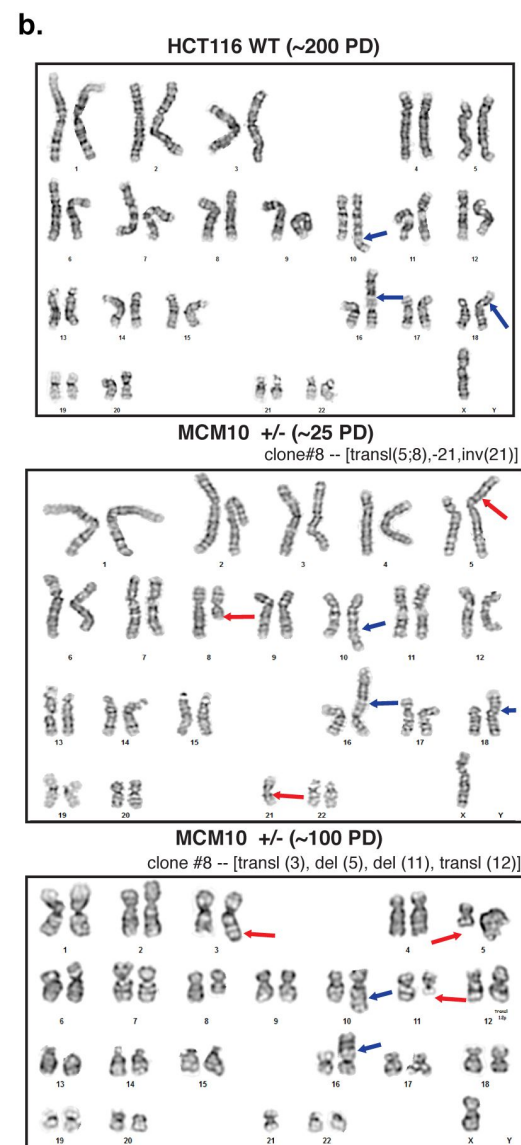 b.
HCT116 WT (~200 PD)
1 2 3 4 5
6 7 8 9 10 11 12
13 14 15 16 17 18
19 20 21 22 X Y
MCM10 +/- (~25 PD)
clone#8 -- [transl(5;8),-21,inv(21)]
1 2 3 4 5
6 7 8 9 10 11 12
13 14 15 16 17 18
19 20 21 22 X Y
MCM10 +/- (~100 PD)
clone #8 -- [transl (3), del (5), del (11), transl (12)]
1 2 3 4 5
6 7 8 9 10 11 12
Transl
12p
13 14 15 16 17 18
19 20 21 22 X Y